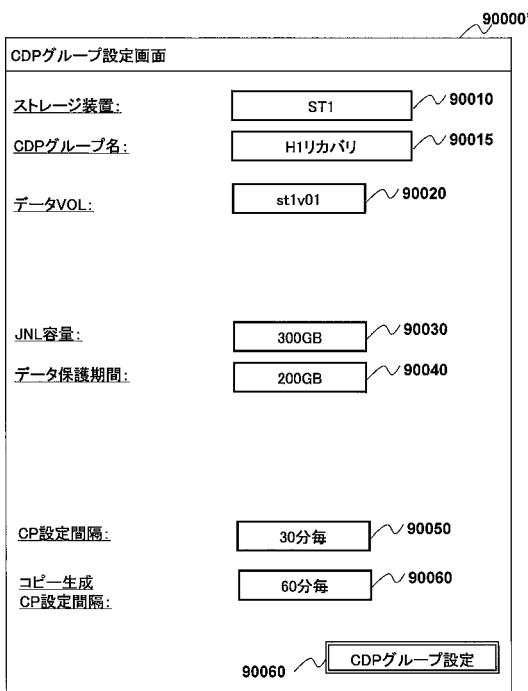 90000'
CDPグループ設定画面
ストレージ装置: ST1 90010
CDPグループ名: H1リカバリ 90015
データVOL: st1v01 90020
JNL容量: 300GB 90030
データ保護期間: 200GB 90040
CP設定間隔: 30分毎 90050
コピー生成
CP設定間隔: 60分毎 90060
90060 CDPグループ設定